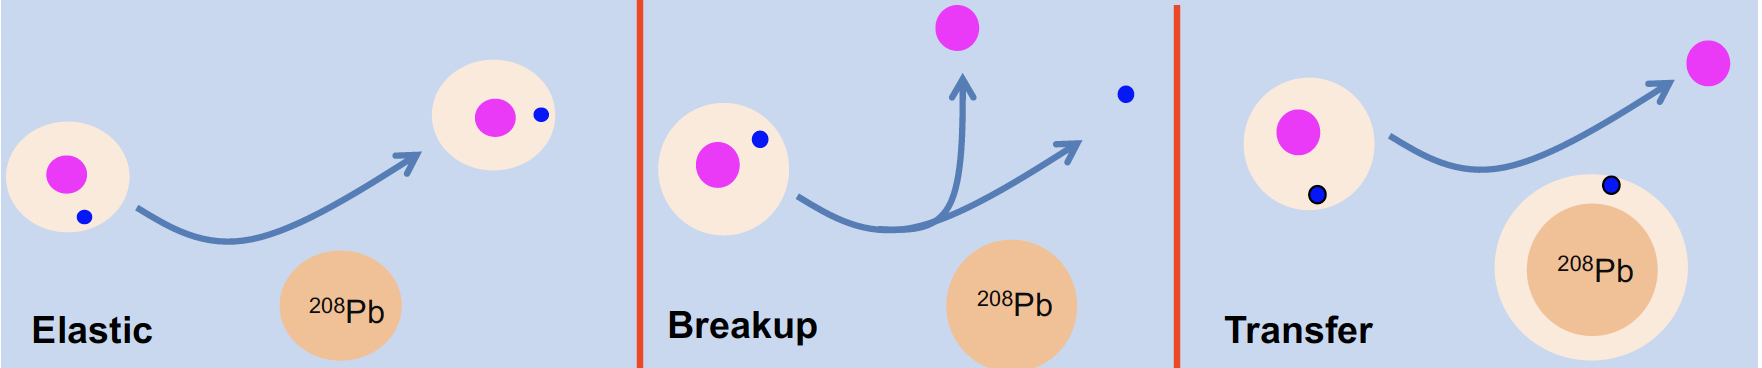 ²⁰⁸Pb
Elastic
²⁰⁸Pb
Breakup
²⁰⁸Pb
Transfer